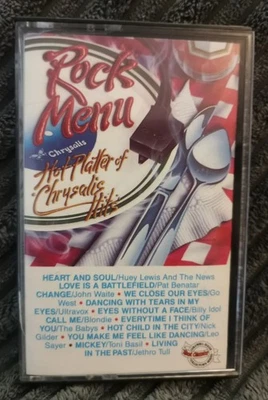 Rock
Menu
Chrysalis
Hot Platter of
Chrysalis
Hits
HEART AND SOUL/Huey Lewis And The News
LOVE IS A BATTLEFIELD/Pat Benatar
CHANGE/John Waite • WE CLOSE OUR EYES/Go
West • DANCING WITH TEARS IN MY
EYES/Ultravox • EYES WITHOUT A FACE/Billy Idol
CALL ME/Blondie • EVERYTIME I THINK OF
YOU/The Babys • HOT CHILD IN THE CITY/Nick
Gilder • YOU MAKE ME FEEL LIKE DANCING/Leo
Sayer • MICKEY/Toni Basil • LIVING
IN THE PAST/Jethro Tull